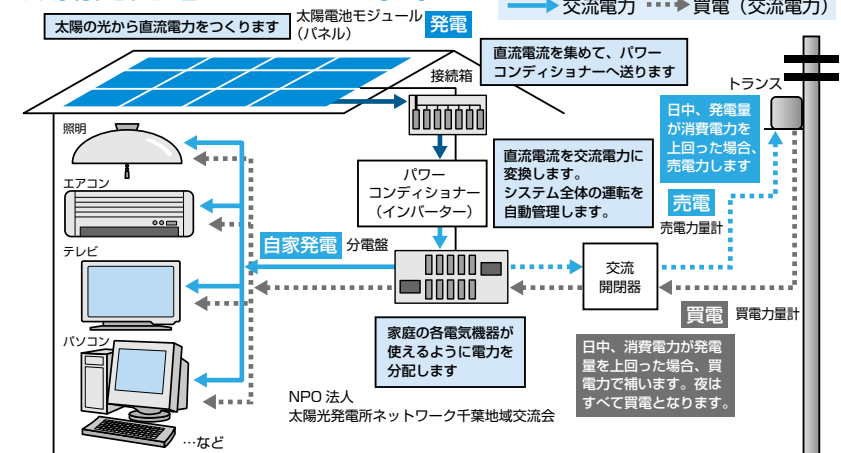 交流電力 買電（交流電力）
太陽の光から直流電力をつくります
太陽電池モジュール
（パネル）
発電
接続箱
直流電流を集めて、パワー
コンディショナーへ送ります
トランス
照明
日中、発電量
が消費電力を
上回った場合、
売電力します
パワー
コンディショナー
（インバーター）
直流電流を交流電力に
変換します。
システム全体の運転を
自動管理します。
エアコン
売電
売電力量計
テレビ
自家発電 分電盤
交流
開閉器
買電 買電力量計
パソコン
家庭の各電気機器が
使えるように電力を
分配します
日中、消費電力が発電
量を上回った場合、買
電力で補います。夜は
すべて買電となります。
NPO 法人
太陽光発電所ネットワーク千葉地域交流会
…など